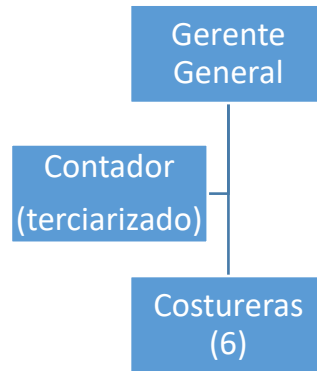 Gerente
General
Contador
(terciarizado)
Costureras
(6)